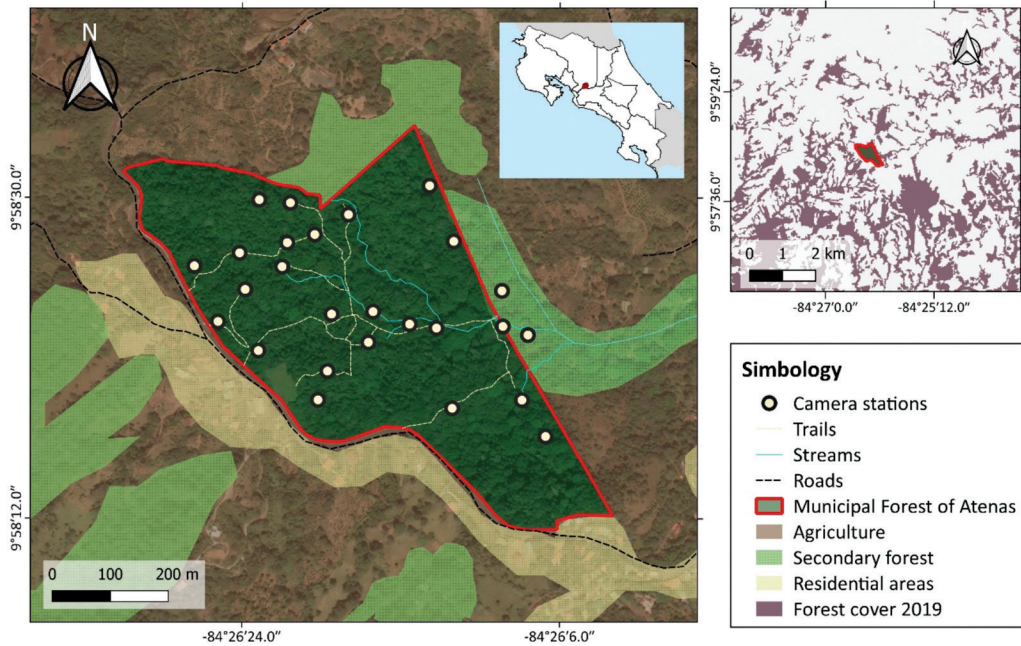 N
9°58'30.0"
9°58'12.0"
0 100 200 m
-84°26'24.0"
-84°26'6.0"
9°59'24.0"
9°57'36.0"
0 1 2 km
-84°27'0.0"
-84°25'12.0"
Simbology
Camera stations
Trails
Streams
Roads
Municipal Forest of Atenas
Agriculture
Secondary forest
Residential areas
Forest cover 2019